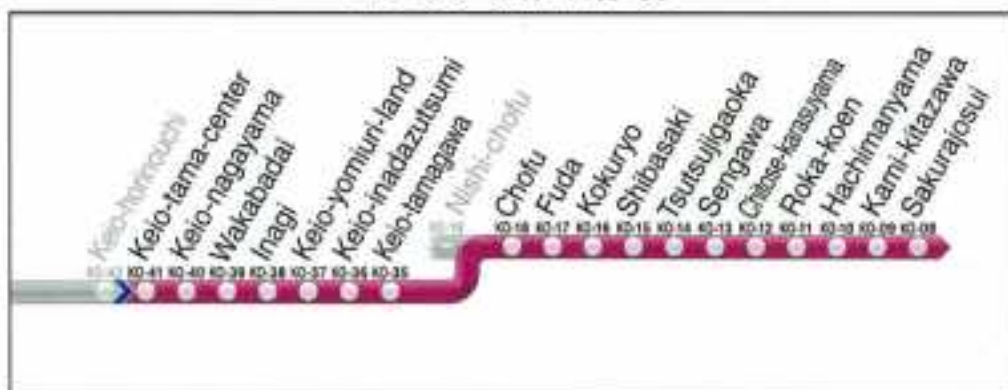 Keio-horinouchi
Keio-tama-center
Keio-nagayama
Wakabadai
Inagi
Keio-yomiuri-land
Keio-inadazutsumi
Keio-tamagawa
Nishi-chofu
Chofu
Fuda
Kokuryo
Shibasaki
Tsutsujigaoka
Sengawa
Chitose-karasuyama
Roka-koen
Hachimanyama
Kami-kitazawa
Sakurajosui
KO-41 KO-40 KO-39 KO-38 KO-37 KO-36 KO-35
KO-18 KO-17 KO-16 KO-15 KO-14 KO-13 KO-12 KO-11 KO-10 KO-09 KO-08